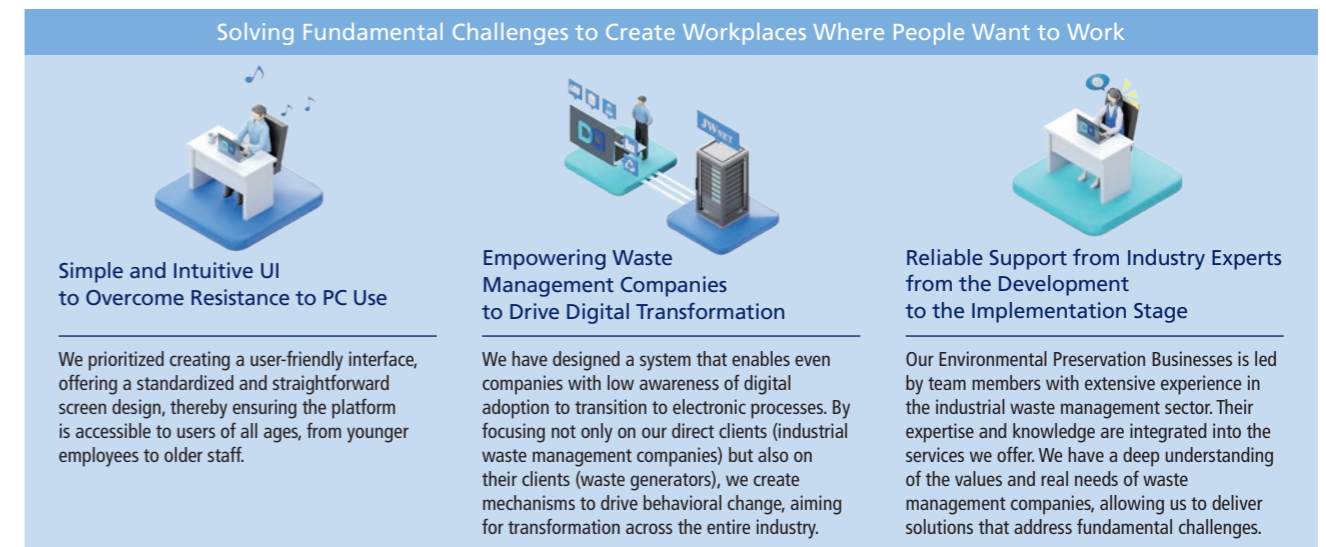 Solving Fundamental Challenges to Create Workplaces Where People Want to Work
Simple and Intuitive UI
to Overcome Resistance to PC Use
We prioritized creating a user-friendly interface,
offering a standardized and straightforward
screen design, thereby ensuring the platform
is accessible to users of all ages, from younger
employees to older staff.
JWNET
Empowering Waste
Management Companies
to Drive Digital Transformation
We have designed a system that enables even
companies with low awareness of digital
adoption to transition to electronic processes. By
focusing not only on our direct clients (industrial
waste management companies) but also on
their clients (waste generators), we create
mechanisms to drive behavioral change, aiming
for transformation across the entire industry.
Reliable Support from Industry Experts
from the Development
to the Implementation Stage
Our Environmental Preservation Businesses is led
by team members with extensive experience in
the industrial waste management sector. Their
expertise and knowledge are integrated into the
services we offer. We have a deep understanding
of the values and real needs of waste
management companies, allowing us to deliver
solutions that address fundamental challenges.